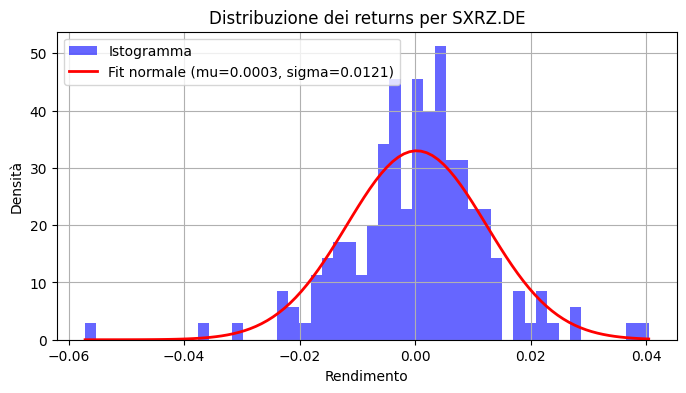 Distribuzione dei returns per SXRZ.DE
Istogramma
Fit normale (mu=0.0003, sigma=0.0121)
Densità
50
40
30
20
10
0
−0.06
−0.04
−0.02
0.00
0.02
0.04
Rendimento